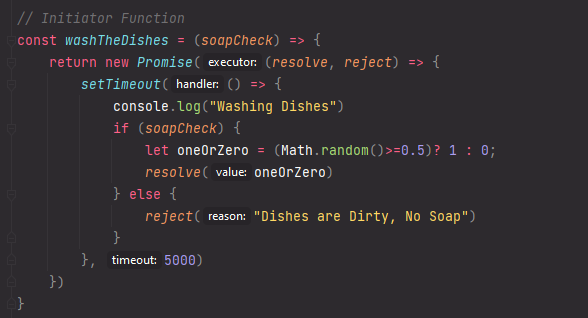 // Initiator Function
const washTheDishes = (soapCheck) => {
return new Promise( executor: (resolve, reject) => {
setTimeout( handler: () => {
console.log("Washing Dishes")
if (soapCheck) {
let oneOrZero = (Math.random()>=0.5)? 1 : 0;
resolve( value: oneOrZero)
} else {
reject( reason: "Dishes are Dirty, No Soap")
}
}, timeout: 5000)
})
}